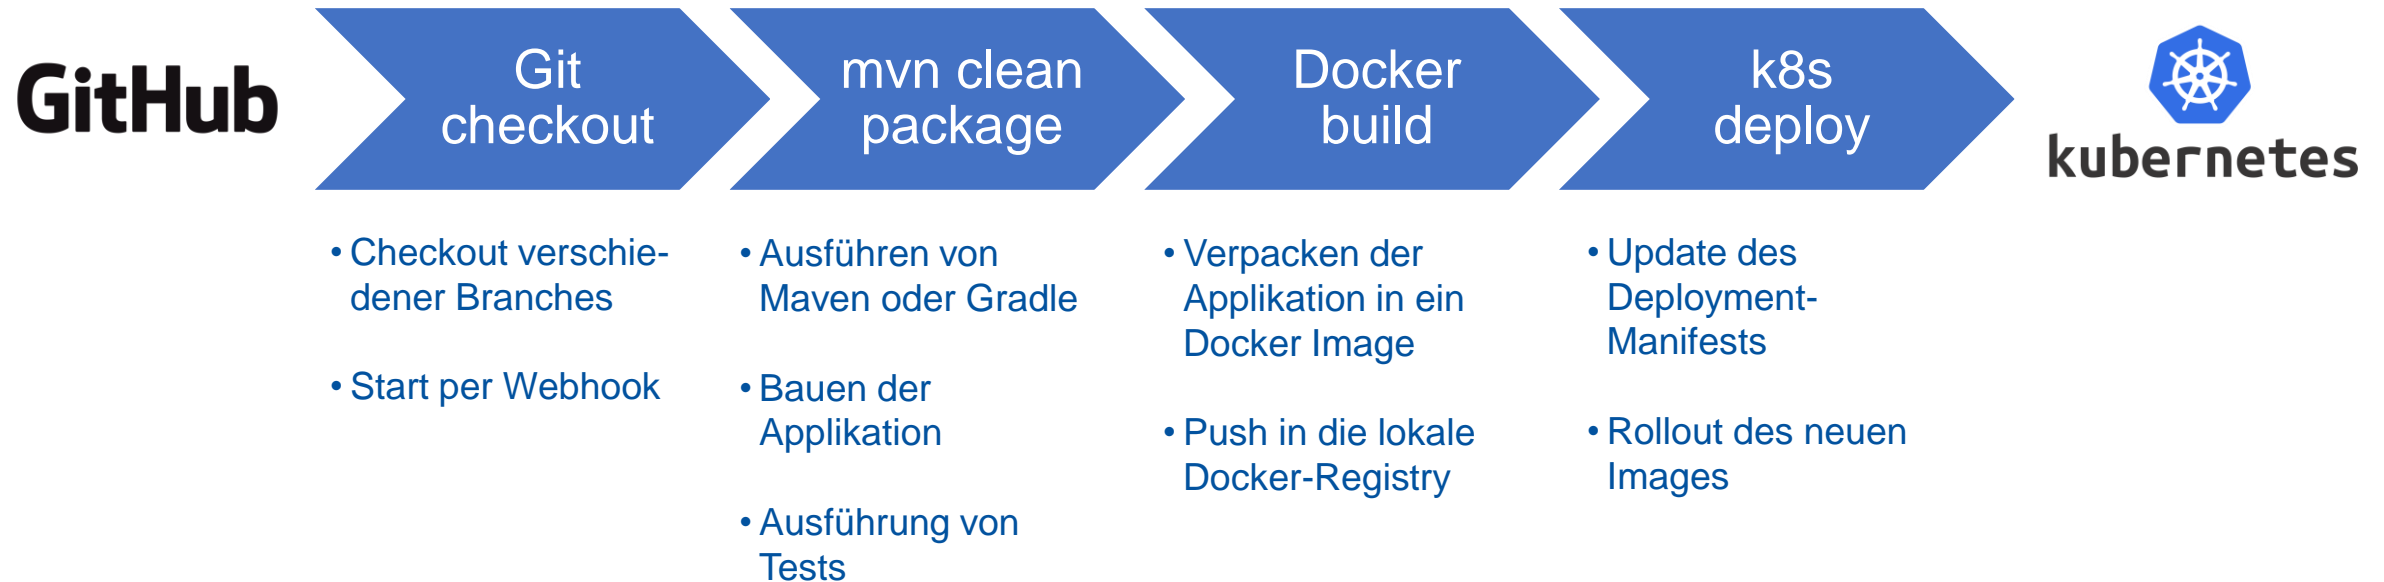 GitHub
Git
checkout
mvn clean
package
Docker
build
k8s
deploy
kubernetes
• Checkout verschie-
dener Branches
• Start per Webhook
• Ausführen von
Maven oder Gradle
• Bauen der
Applikation
• Ausführung von
Tests
• Verpacken der
Applikation in ein
Docker Image
• Push in die lokale
Docker-Registry
• Update des
Deployment-
Manifests
• Rollout des neuen
Images